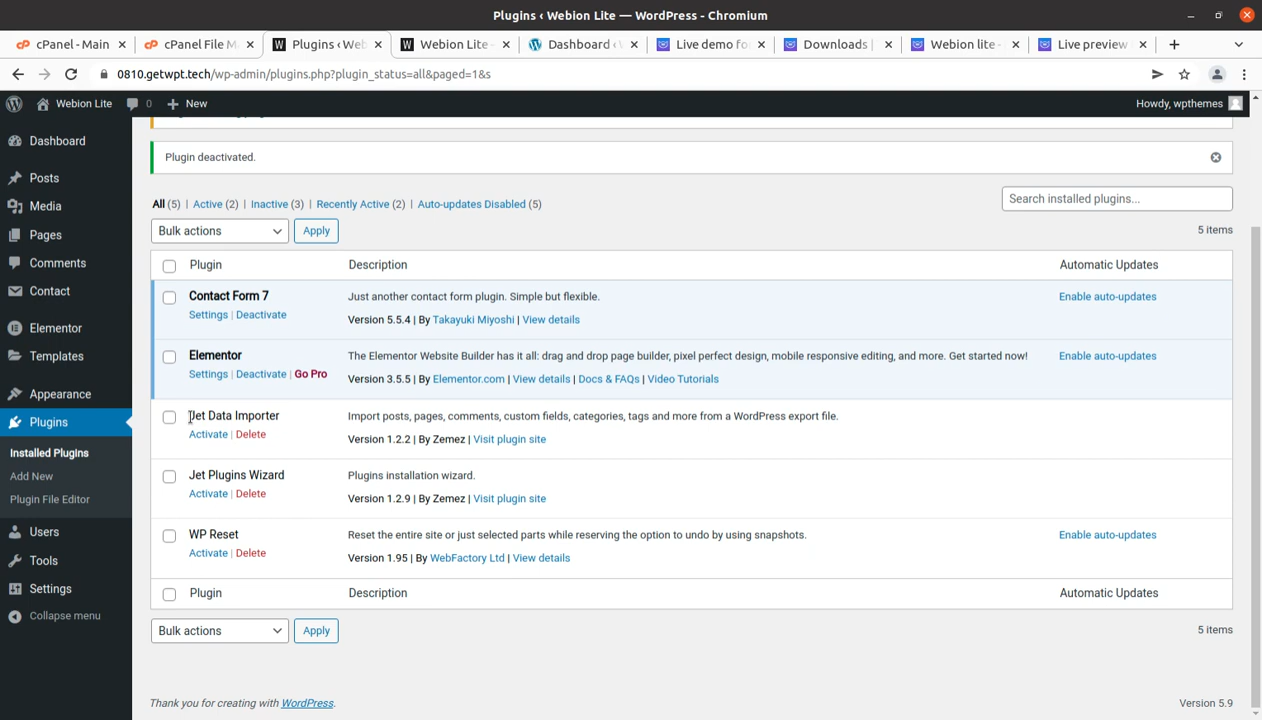 Plugins ‹ Webion Lite — WordPress - Chromium
cPanel - Main
cPanel File M
Plugins ‹ Web
Webion Lite -
Dashboard ‹
Live demo fo
Downloads |
Webion lite -
Live preview
0810.getwpt.tech/wp-admin/plugins.php?plugin_status=all&paged=1&s
Webion Lite
0
New
Howdy, wpthemes
Dashboard
Posts
Media
Pages
Comments
Contact
Elementor
Templates
Appearance
Plugins
Installed Plugins
Add New
Plugin File Editor
Users
Tools
Settings
Collapse menu
Plugin deactivated.
All (5) | Active (2) | Inactive (3) | Recently Active (2) | Auto-updates Disabled (5)
Search installed plugins...
Bulk actions
Apply
5 items
Plugin
Description
Automatic Updates
Contact Form 7
Just another contact form plugin. Simple but flexible.
Enable auto-updates
Settings | Deactivate
Version 5.5.4 | By Takayuki Miyoshi | View details
Elementor
The Elementor Website Builder has it all: drag and drop page builder, pixel perfect design, mobile responsive editing, and more. Get started now!
Enable auto-updates
Settings | Deactivate | Go Pro
Version 3.5.5 | By Elementor.com | View details | Docs & FAQs | Video Tutorials
Jet Data Importer
Import posts, pages, comments, custom fields, categories, tags and more from a WordPress export file.
Activate | Delete
Version 1.2.2 | By Zemez | Visit plugin site
Jet Plugins Wizard
Plugins installation wizard.
Activate | Delete
Version 1.2.9 | By Zemez | Visit plugin site
WP Reset
Reset the entire site or just selected parts while reserving the option to undo by using snapshots.
Enable auto-updates
Activate | Delete
Version 1.95 | By WebFactory Ltd | View details
Plugin
Description
Automatic Updates
Bulk actions
Apply
5 items
Thank you for creating with WordPress.
Version 5.9